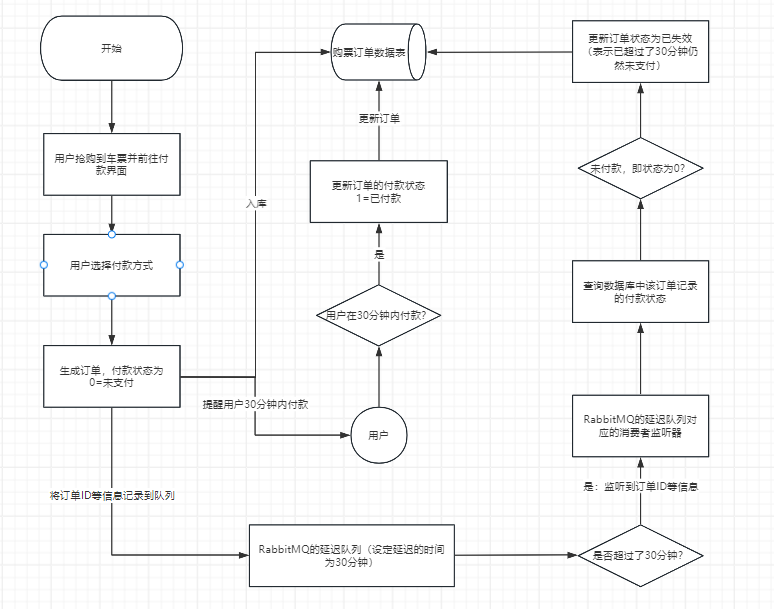 开始
用户抢购到车票并前往付
款界面
用户选择付款方式
生成订单，付款状态为
0=未支付
将订单ID等信息记录到队列
入库
提醒用户30分钟内付款
RabbitMQ的延迟队列（设定延迟的时间
为30分钟）
购票订单数据表
更新订单
更新订单的付款状态
1=已付款
是
用户在30分钟内付款?
用户
更新订单状态为已失效
（表示已超过了30分钟仍
然未支付）
未付款，即状态为0?
查询数据库中该订单记录
的付款状态
RabbitMQ的延迟队列对
应的消费者监听器
是：监听到订单ID等信息
是否超过了30分钟?